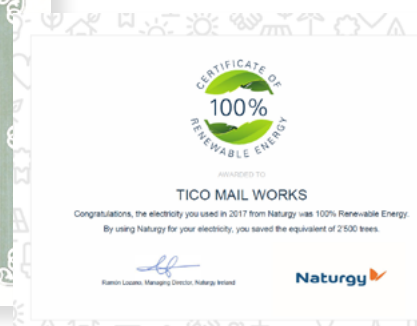 CERTIFICATE OF
100%
RENEWABLE ENERGY
AWARDED TO
TICO MAIL WORKS
Congratulations, the electricity you used in 2017 from Naturgy was 100% Renewable Energy.
By using Naturgy for your electricity, you saved the equivalent of 2'500 trees.
Ramón Lozano, Managing Director, Naturgy Ireland
Naturgy